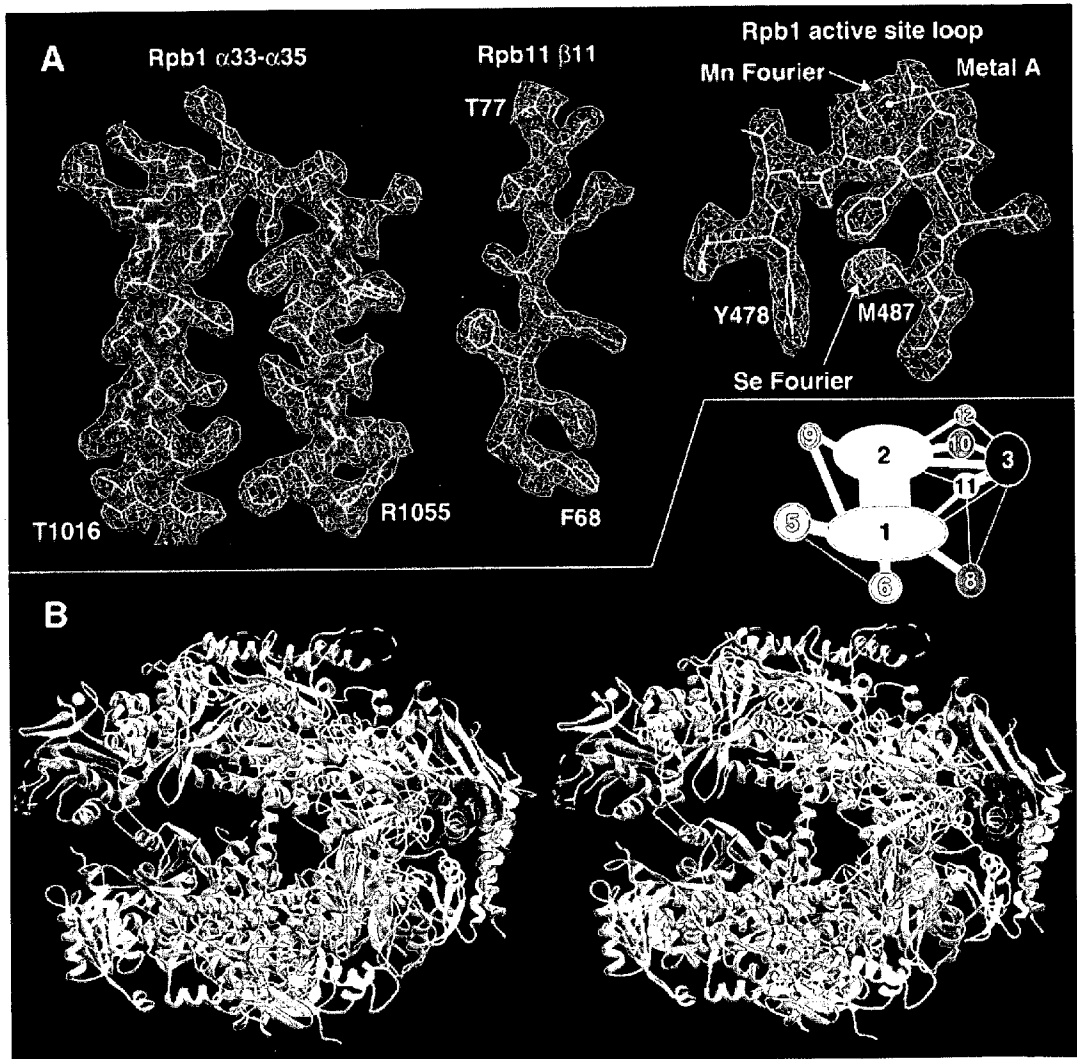 A
Rpb1 α33-α35
Rpb11 β11
Rpb1 active site loop
Mn Fourier
Metal A
T77
Y478
M487
Se Fourier
T1016
R1055
F68
12
9
2
10
3
11
5
1
6
8
B